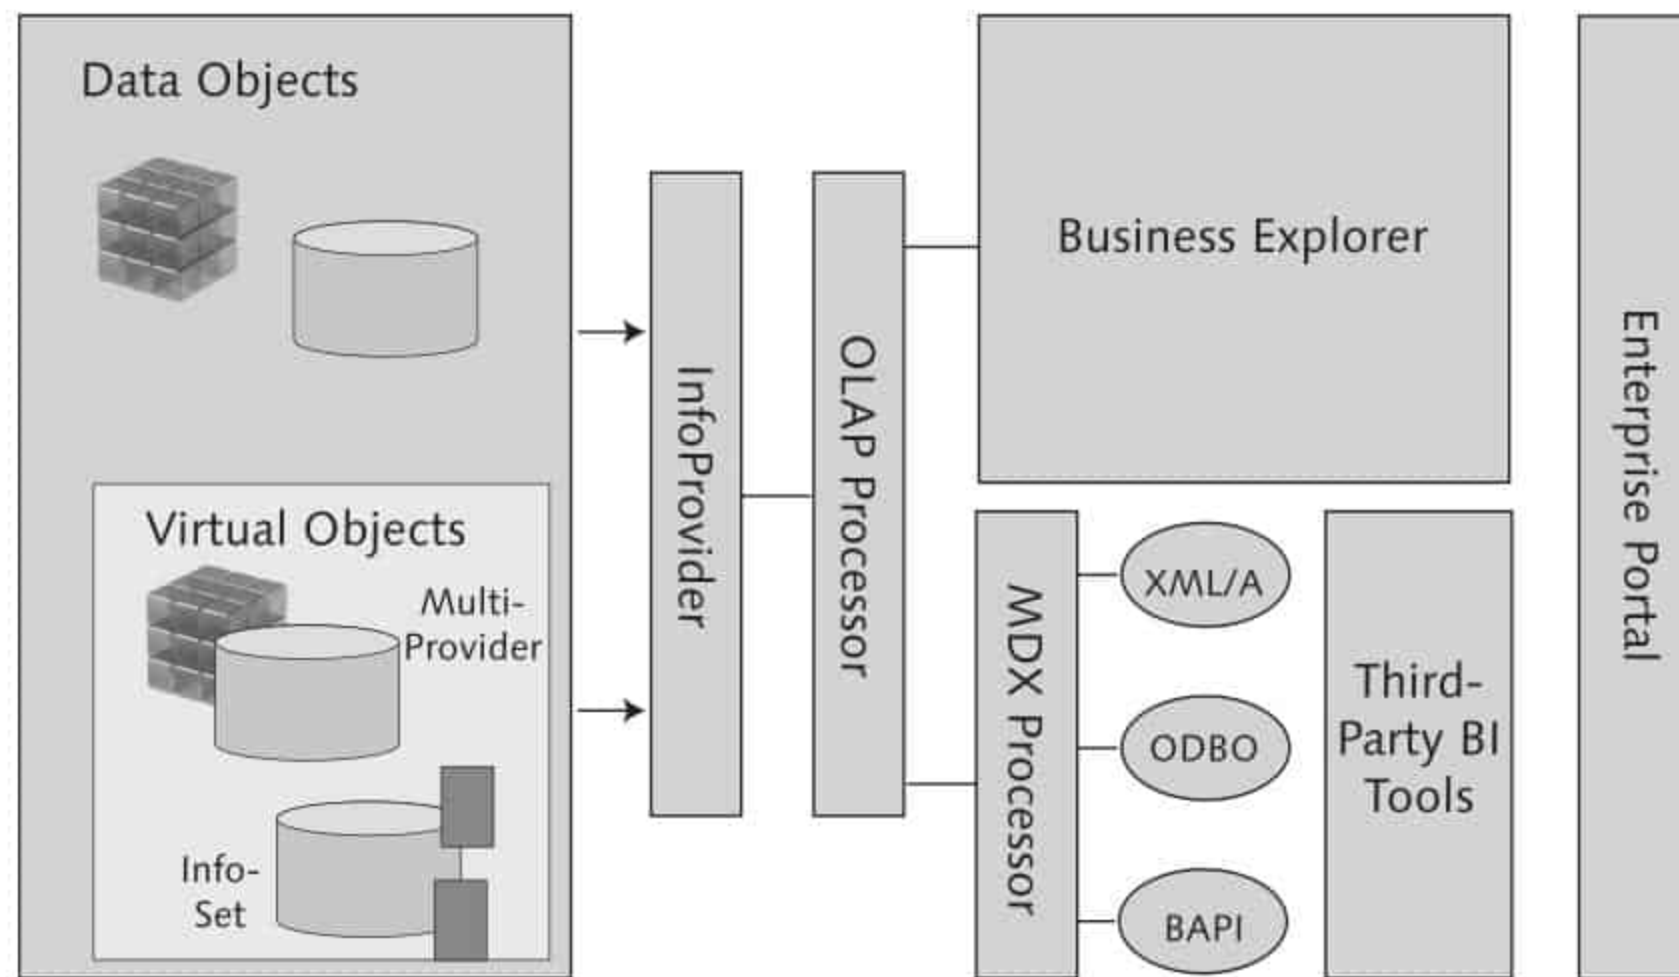 Data Objects
Virtual Objects
Multi-
Provider
Info-
Set
InfoProvider
OLAP Processor
Business Explorer
MDX Processor
XML/A
ODBO
BAPI
Third-
Party BI
Tools
Enterprise Portal